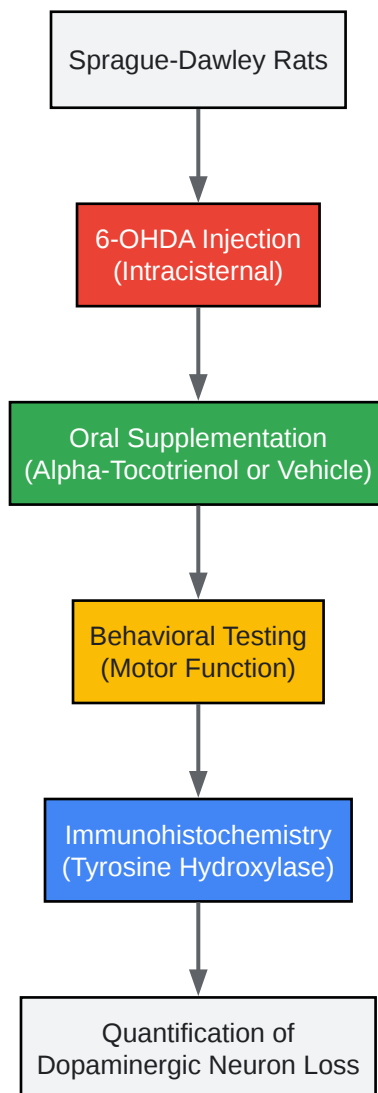 Sprague-Dawley Rats
6-OHDA Injection
(Intracisternal)
Oral Supplementation
(Alpha-Tocotrienol or Vehicle)
Behavioral Testing
(Motor Function)
Immunohistochemistry
(Tyrosine Hydroxylase)
Quantification of
Dopaminergic Neuron Loss